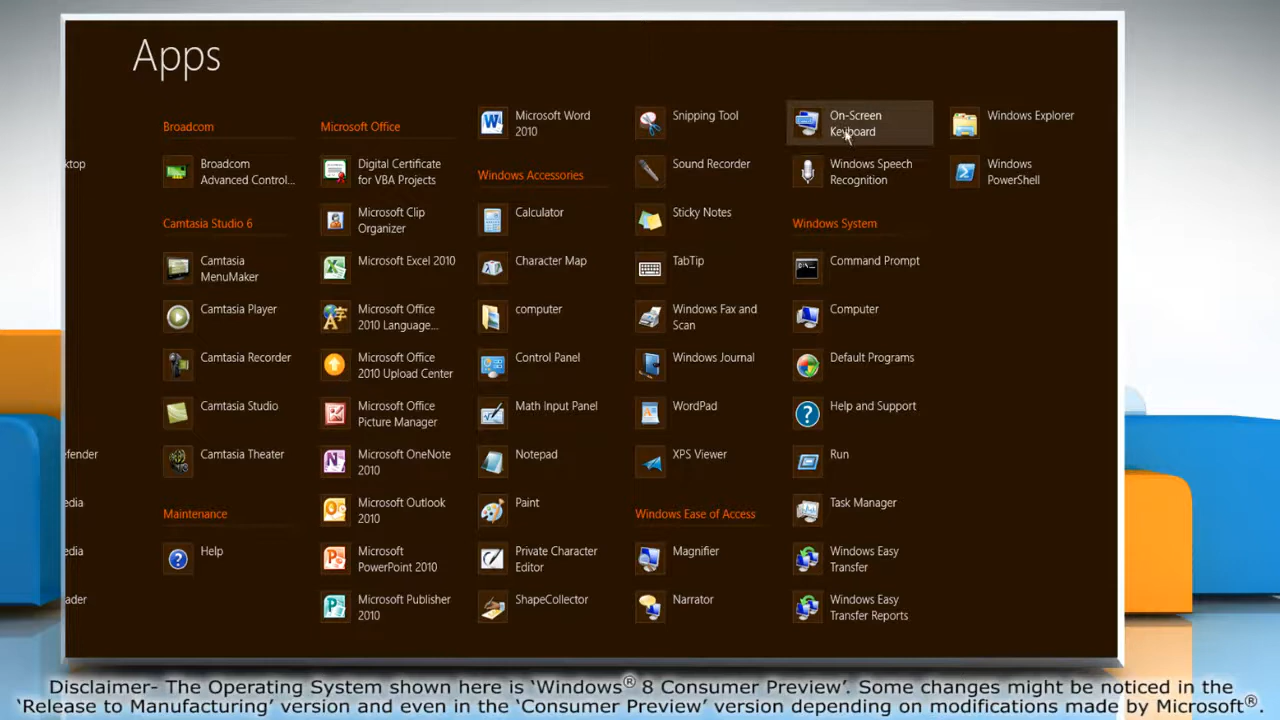 Apps
ktop
fender
edia
edia
ader
Broadcom
Broadcom
Advanced Control...
Camtasia Studio 6
Camtasia
MenuMaker
Camtasia Player
Camtasia Recorder
Camtasia Studio
Camtasia Theater
Maintenance
Help
Microsoft Office
Digital Certificate
for VBA Projects
Microsoft Clip
Organizer
Microsoft Excel 2010
Microsoft Office
2010 Language...
Microsoft Office
2010 Upload Center
Microsoft Office
Picture Manager
Microsoft OneNote
2010
Microsoft Outlook
2010
Microsoft
PowerPoint 2010
Microsoft Publisher
2010
Microsoft Word
2010
Windows Accessories
Calculator
Character Map
computer
Control Panel
Math Input Panel
Notepad
Paint
Private Character
Editor
ShapeCollector
Snipping Tool
Sound Recorder
Sticky Notes
TabTip
Windows Fax and
Scan
Windows Journal
WordPad
XPS Viewer
Windows Ease of Access
Magnifier
Narrator
On-Screen
Keyboard
Windows Speech
Recognition
Windows System
Command Prompt
Computer
Default Programs
Help and Support
Run
Task Manager
Windows Easy
Transfer
Windows Easy
Transfer Reports
Windows Explorer
Windows
PowerShell
Disclaimer- The Operating System shown here is ‘Windows® 8 Consumer Preview’. Some changes might be noticed in the
‘Release to Manufacturing’ version and even in the ‘Consumer Preview’ version depending on modifications made by Microsoft®.